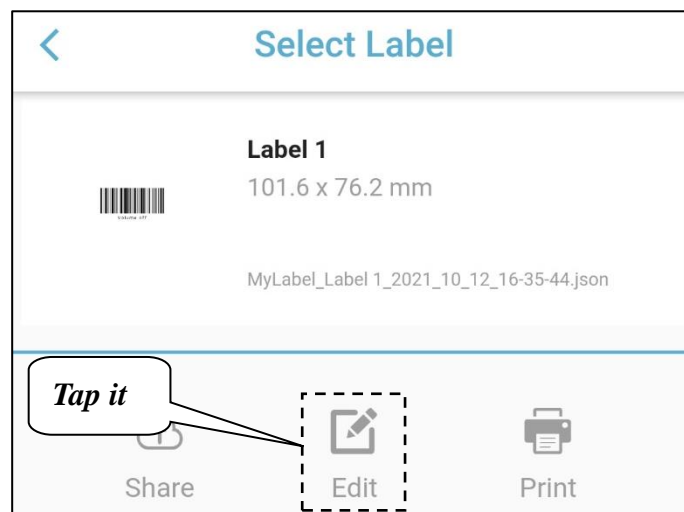 Select Label
Label 1
101.6 x 76.2 mm
MyLabel_Label 1_2021_10_12_16-35-44.json
Tap it
Share
Edit
Print